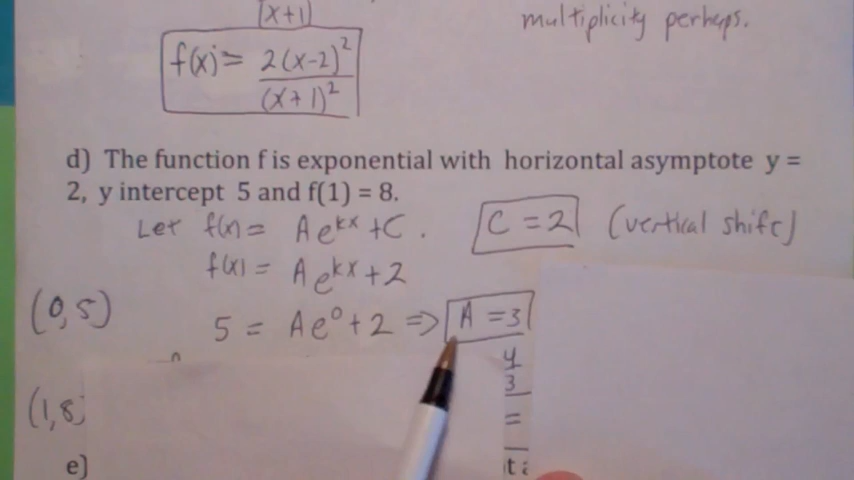 (x+1)
multiplicity perhaps.
f(x) = 2(x-2)²
(x+1)²
d) The function f is exponential with horizontal asymptote y =
2, y intercept 5 and f(1) = 8.
Let f(x) = Ae^kx + C. C = 2 (vertical shift)
f(x) = Ae^kx + 2
(0,5) 5 = Ae⁰ + 2 ⇒ A = 3
4
3
(1,8 =
e)